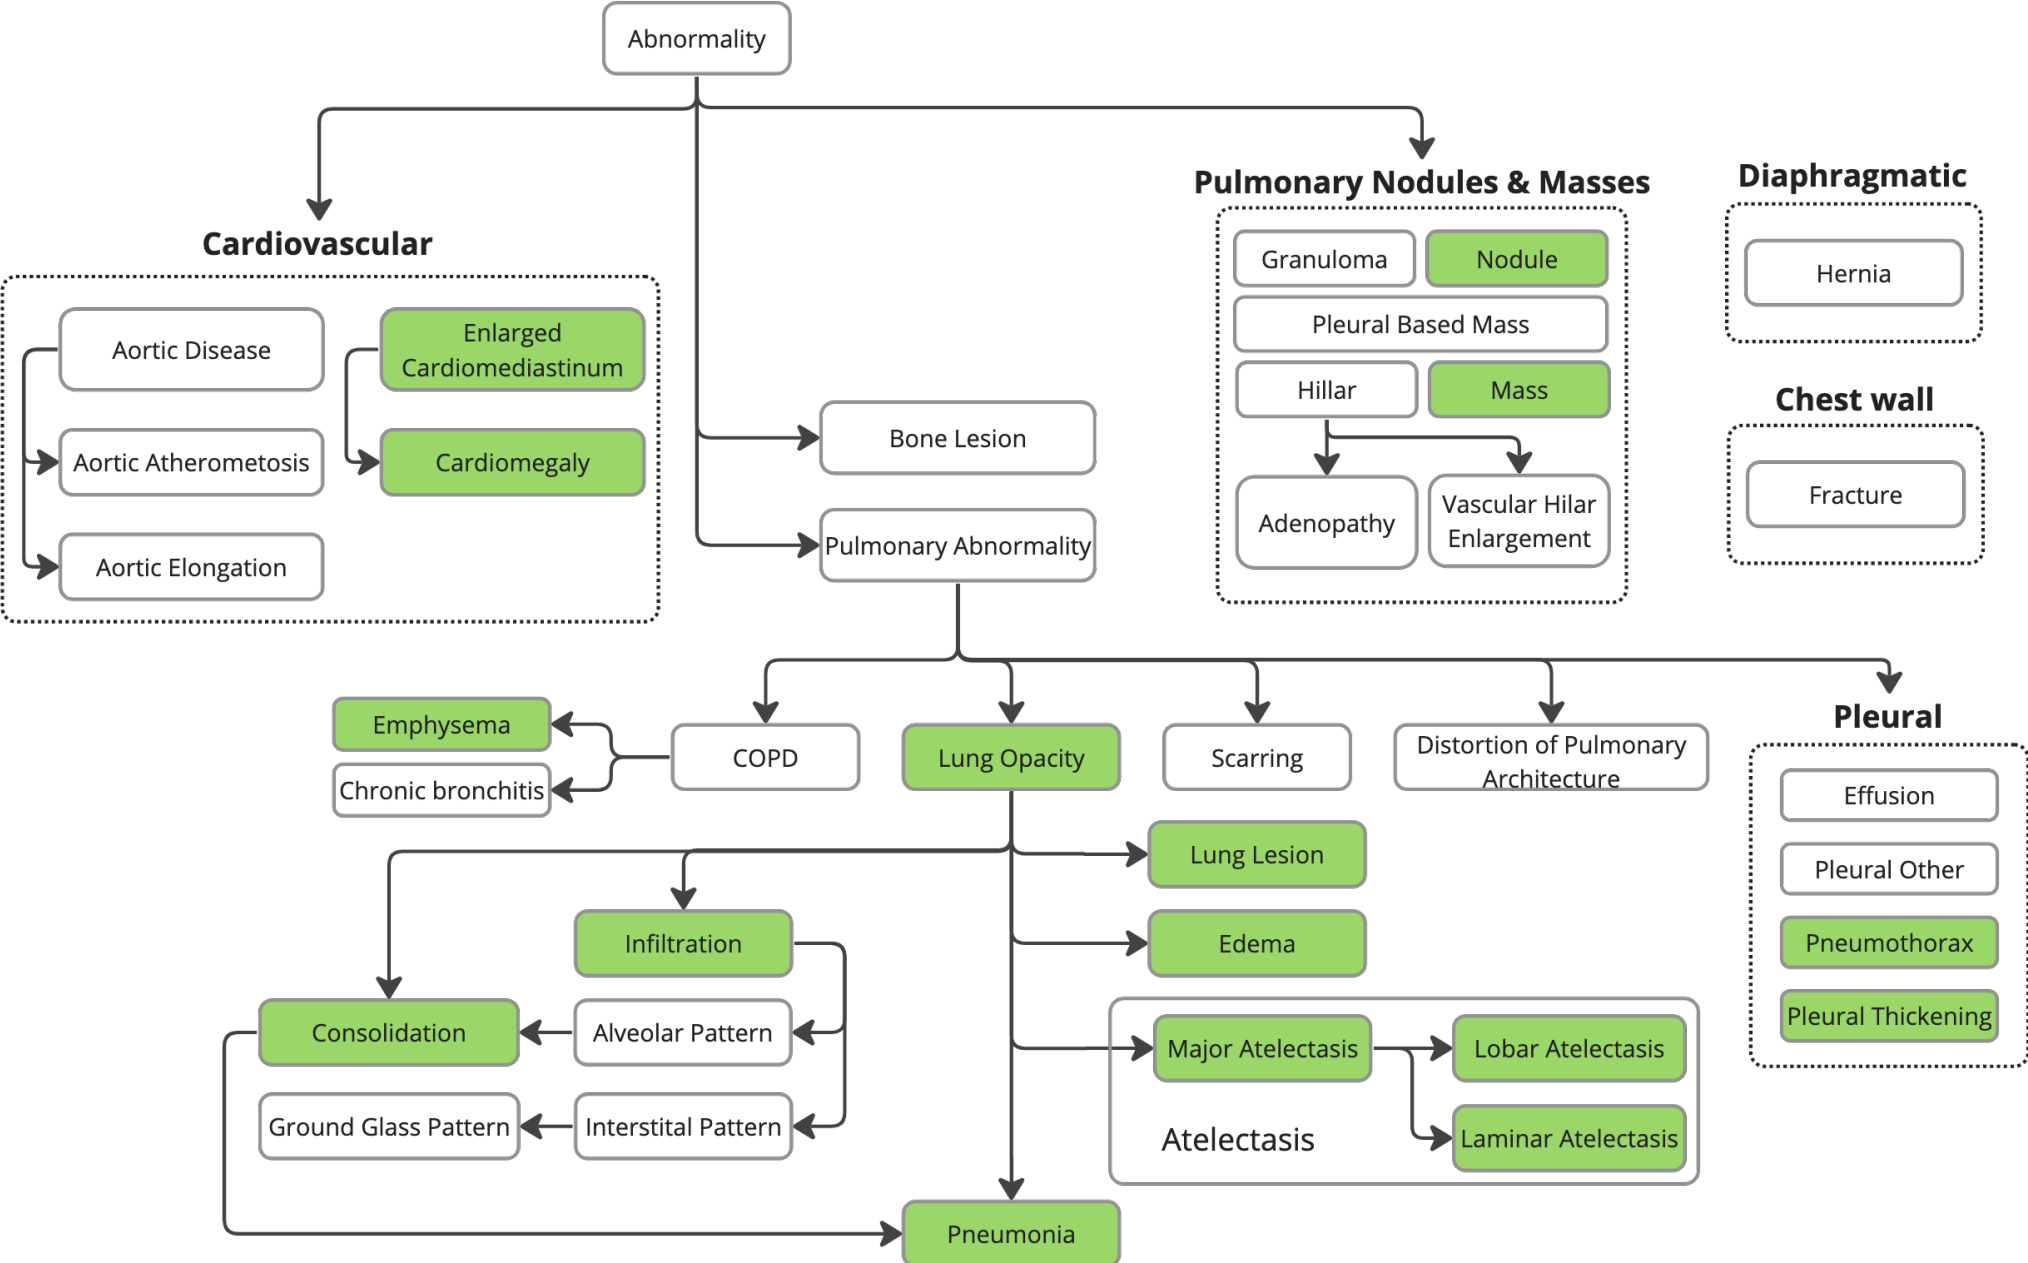 Abnormality
Pulmonary Nodules & Masses
Diaphragmatic
Cardiovascular
Granuloma
Nodule
Hernia
Pleural Based Mass
Aortic Disease
Enlarged
Cardiomediastinum
Hillar
Mass
Chest wall
Bone Lesion
Aortic Atherometosis
Cardiomegaly
Adenopathy
Vascular Hilar
Enlargement
Fracture
Pulmonary Abnormality
Aortic Elongation
Emphysema
Chronic bronchitis
COPD
Lung Opacity
Scarring
Distortion of Pulmonary
Architecture
Pleural
Effusion
Lung Lesion
Pleural Other
Infiltration
Edema
Pneumothorax
Consolidation
Alveolar Pattern
Major Atelectasis
Lobar Atelectasis
Pleural Thickening
Ground Glass Pattern
Interstital Pattern
Atelectasis
Laminar Atelectasis
Pneumonia